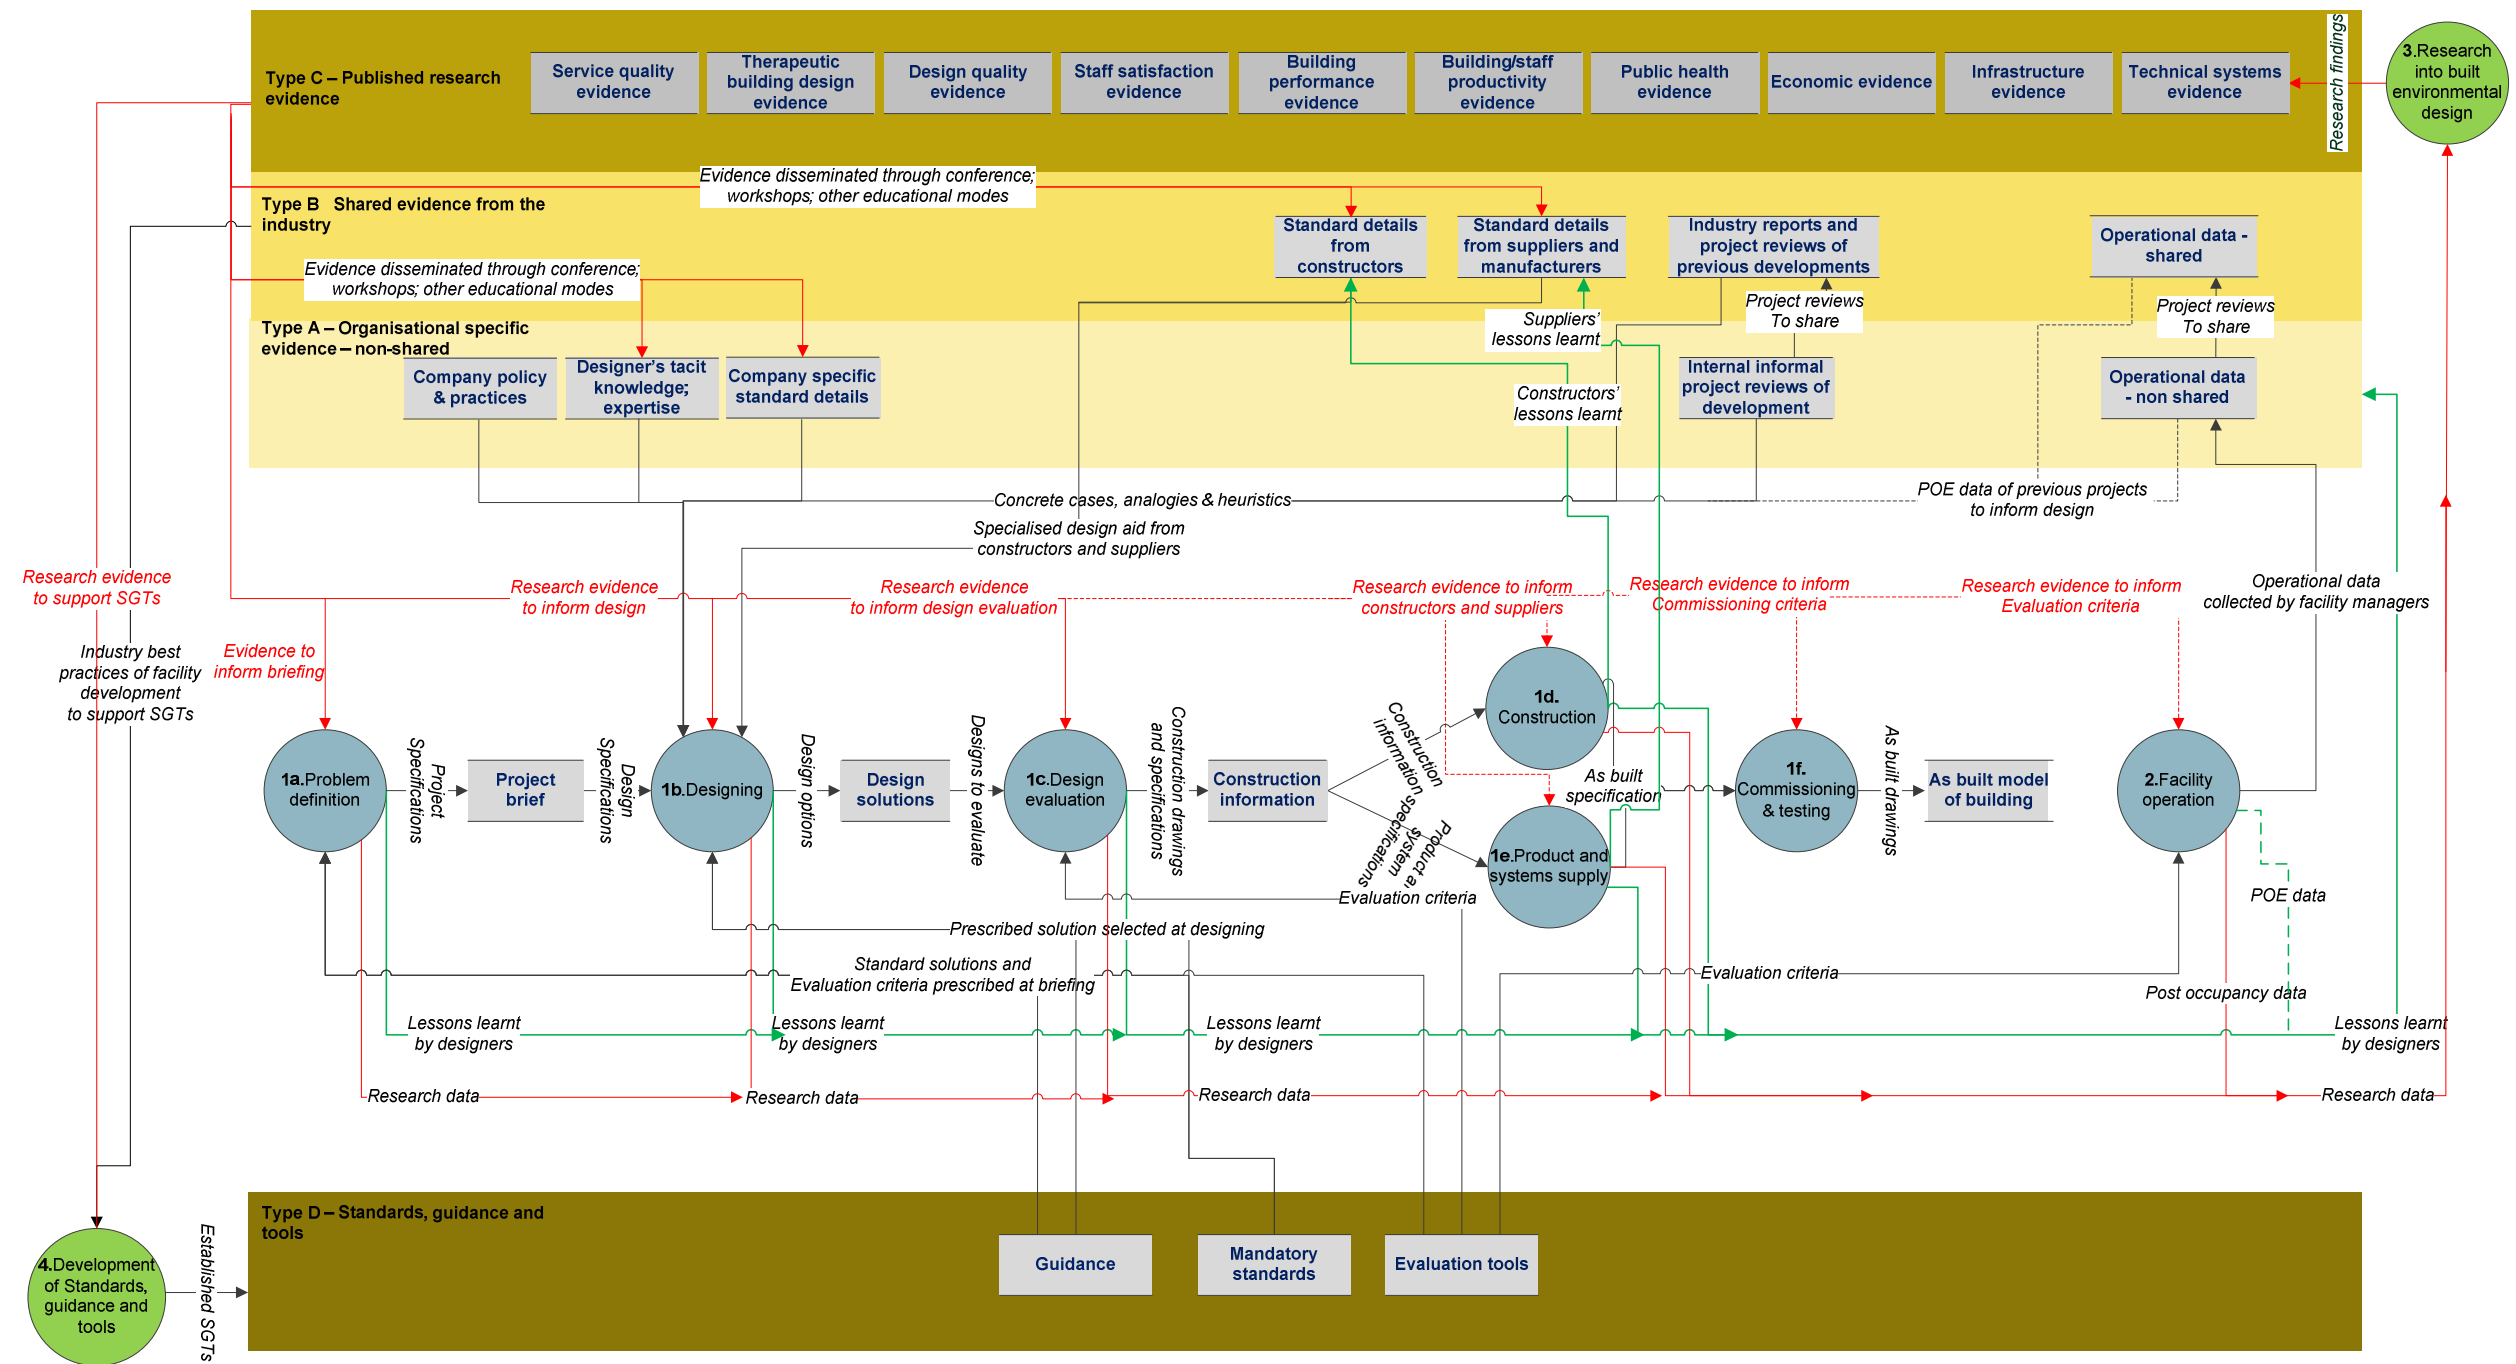 Type C – Published research
evidence
Service quality
evidence
Therapeutic
building design
evidence
Design quality
evidence
Staff satisfaction
evidence
Building
performance
evidence
Building/staff
productivity
evidence
Public health
evidence
Economic evidence
Infrastructure
evidence
Technical systems
evidence
Research findings
3.Research
into built
environmental
design
Evidence disseminated through conference;
workshops; other educational modes
Type B Shared evidence from the
industry
Standard details
from
constructors
Standard details
from suppliers and
manufacturers
Industry reports and
project reviews of
previous developments
Operational data -
shared
Evidence disseminated through conference;
workshops; other educational modes
Project reviews
To share
Project reviews
To share
Suppliers’
lessons learnt
Type A – Organisational specific
evidence – non-shared
Company policy
& practices
Designer’s tacit
knowledge;
expertise
Company specific
standard details
Constructors’
lessons learnt
Internal informal
project reviews of
development
Operational data
- non shared
Concrete cases, analogies & heuristics
POE data of previous projects
to inform design
Specialised design aid from
constructors and suppliers
Research evidence
to support SGTs
Research evidence
to inform design
Research evidence
to inform design evaluation
Research evidence to inform
constructors and suppliers
Research evidence to inform
Commissioning criteria
Research evidence to inform
Evaluation criteria
Operational data
collected by facility managers
Industry best
practices of facility
development
to support SGTs
Evidence to
inform briefing
1a.Problem
definition
Project
Specifications
Project
brief
Design
Specifications
1b.Designing
Design options
Design
solutions
Designs to evaluate
1c.Design
evaluation
Construction drawings
and specifications
Construction
information
Construction
information
specifications
Product
system
1d.
Construction
As built
specification
1e.Product and
systems supply
1f.
Commissioning
& testing
As built drawings
As built model
of building
2.Facility
operation
POE data
Evaluation criteria
Prescribed solution selected at designing
Standard solutions and
Evaluation criteria prescribed at briefing
Evaluation criteria
Post occupancy data
Lessons learnt
by designers
Lessons learnt
by designers
Lessons learnt
by designers
Lessons learnt
by designers
Research data
Research data
Research data
Research data
Type D – Standards, guidance and
tools
Guidance
Mandatory
standards
Evaluation tools
4.Development
of Standards,
guidance and
tools
Established SGTs